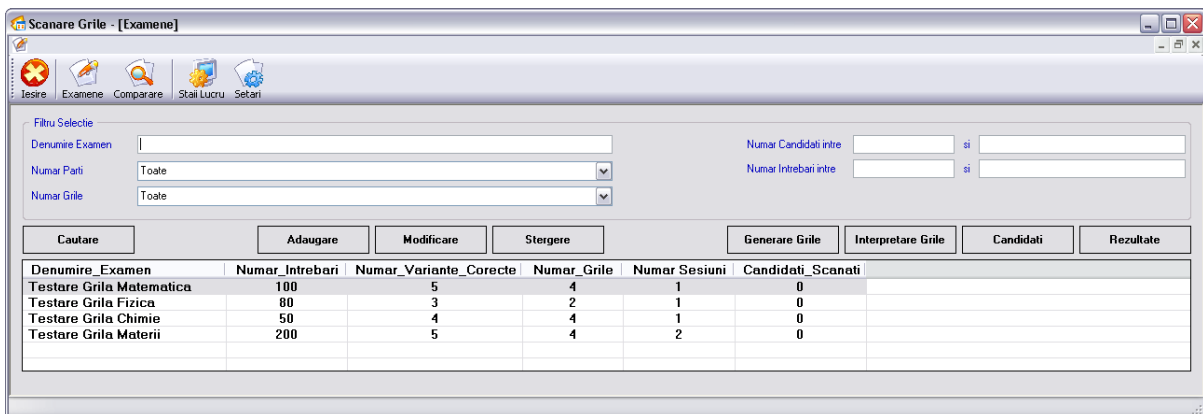 Scanare Grile - [Examene]
Iesire Examene Comparare Statii Lucru Setari
Filtru Selectie
Denumire Examen Numar Candidati intre si
Numar Parti Toate Numar Intrebari intre si
Numar Grile Toate
Cautare Adaugare Modificare Stergere Generare Grile Interpretare Grile Candidati Rezultate
Denumire_Examen Numar_Intrebari Numar_Variante_Corecte Numar_Grile Numar Sesiuni Candidati_Scanati
Testare Grila Matematica 100 5 4 1 0
Testare Grila Fizica 80 3 2 1 0
Testare Grila Chimie 50 4 4 1 0
Testare Grila Materii 200 5 4 2 0